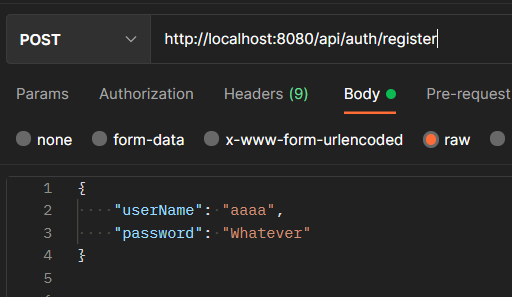 POST http://localhost:8080/api/auth/register
Params Authorization Headers (9) Body Pre-request
none form-data x-www-form-urlencoded raw
1 {
2 "userName": "aaaa",
3 "password": "Whatever"
4 }
5